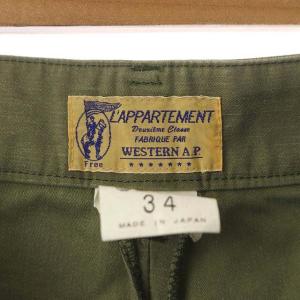 L'APPARTEMENT
Deuxième Classe
FABRIQUE PAR
WESTERN A.P.
Free
34
MADE IN JAPAN